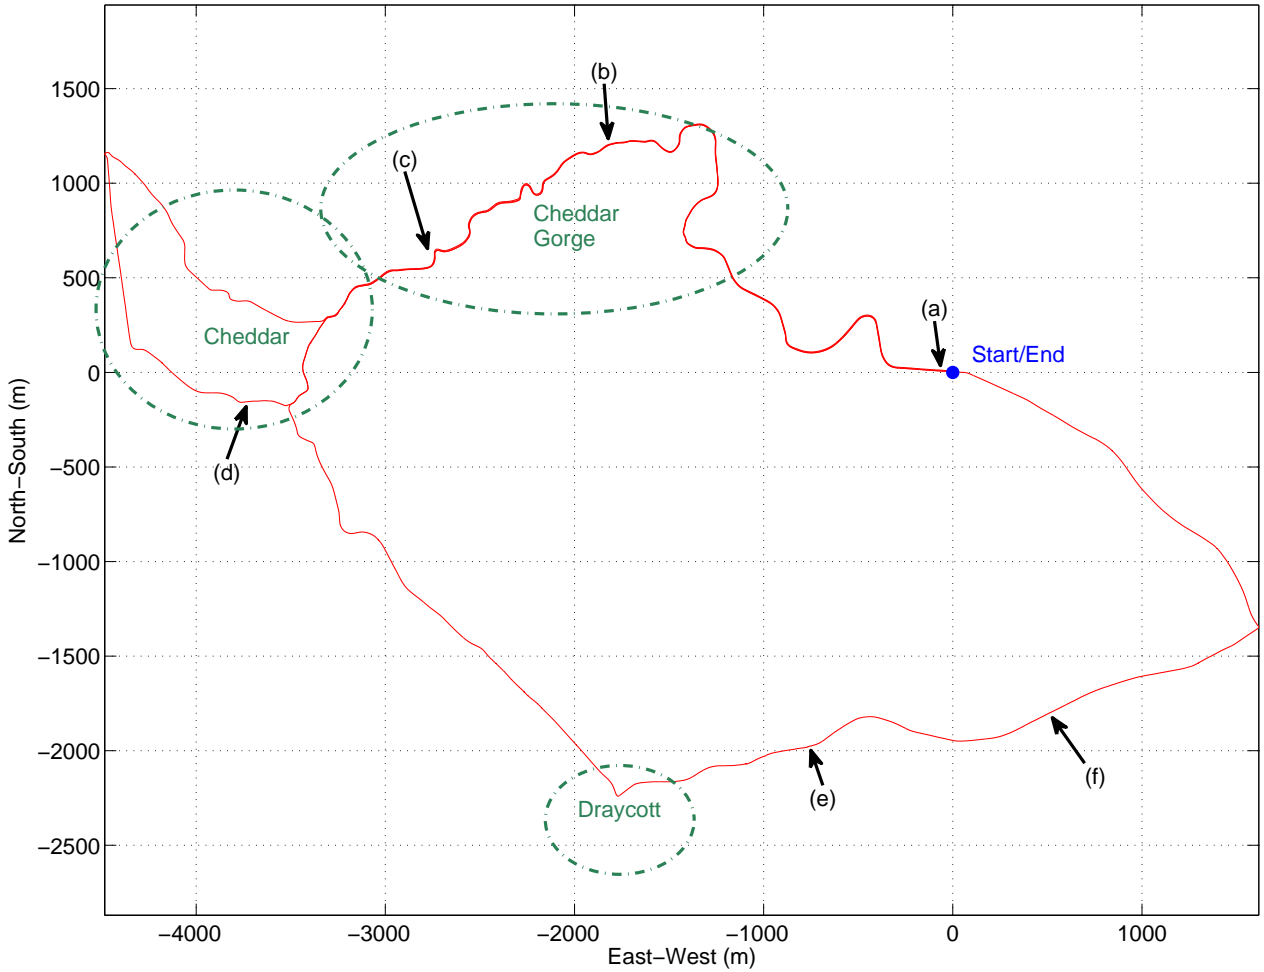 (b)
1500
(c)
1000
Cheddar
Gorge
500
(a)
Cheddar
Start/End
0
North−South (m)
(d)
−500
−1000
−1500
−2000
(e)
(f)
Draycott
−2500
−4000
−3000
−2000
−1000
0
1000
East−West (m)